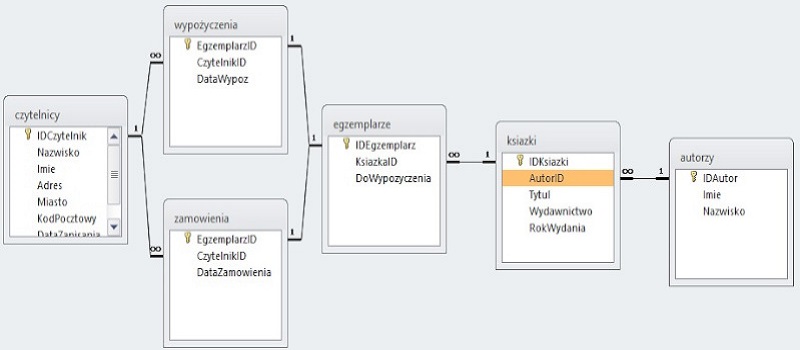 wypożyczenia
EgzemplarzID
CzytelnikID
DataWypoz
czytelnicy
IDCzytelnik
Nazwisko
Imie
Adres
Miasto
KodPocztowy
DataZapisania
zamowienia
EgzemplarzID
CzytelnikID
DataZamowienia
egzemplarze
IDEgzemplarz
KsiazkaID
DoWypozyczenia
ksiazki
IDKsiazki
AutorID
Tytul
Wydawnictwo
RokWydania
autorzy
IDAutor
Imie
Nazwisko
1
∞
1
∞
1
1
∞
1
∞
1